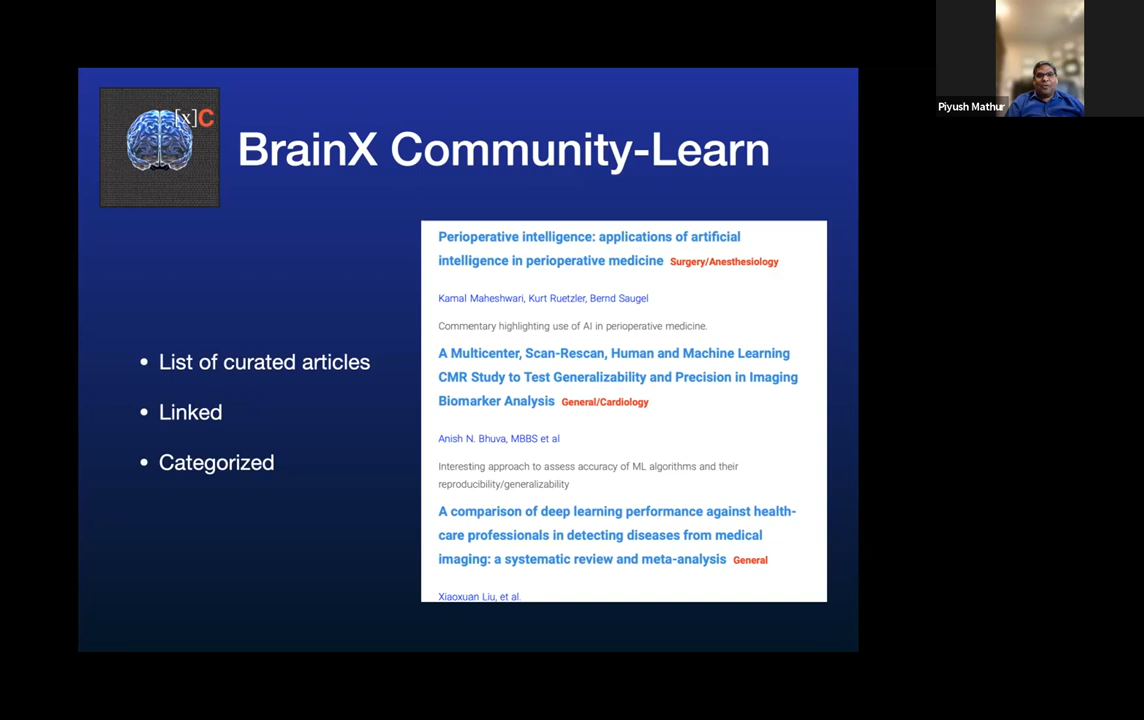 [x]C
BrainX Community-Learn
• List of curated articles
• Linked
• Categorized
Perioperative intelligence: applications of artificial
intelligence in perioperative medicine Surgery/Anesthesiology
Kamal Maheshwari, Kurt Ruetzler, Bernd Saugel
Commentary highlighting use of AI in perioperative medicine.
A Multicenter, Scan-Rescan, Human and Machine Learning
CMR Study to Test Generalizability and Precision in Imaging
Biomarker Analysis General/Cardiology
Anish N. Bhuva, MBBS et al
Interesting approach to assess accuracy of ML algorithms and their
reproducibility/generalizability
A comparison of deep learning performance against health-
care professionals in detecting diseases from medical
imaging: a systematic review and meta-analysis General
Xiaoxuan Liu, et al.
Piyush Mathur